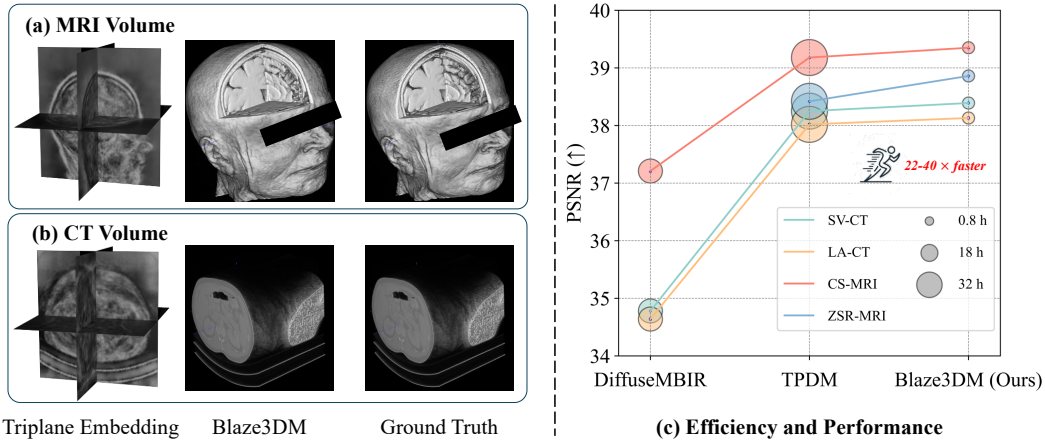 (a) MRI Volume
(b) CT Volume
Triplane Embedding
Blaze3DM
Ground Truth
40
39
38
37
36
35
34
PSNR (↑)
22-40 × faster
SV-CT
0.8 h
LA-CT
18 h
CS-MRI
32 h
ZSR-MRI
DiffuseMBIR
TPDM
Blaze3DM (Ours)
(c) Efficiency and Performance